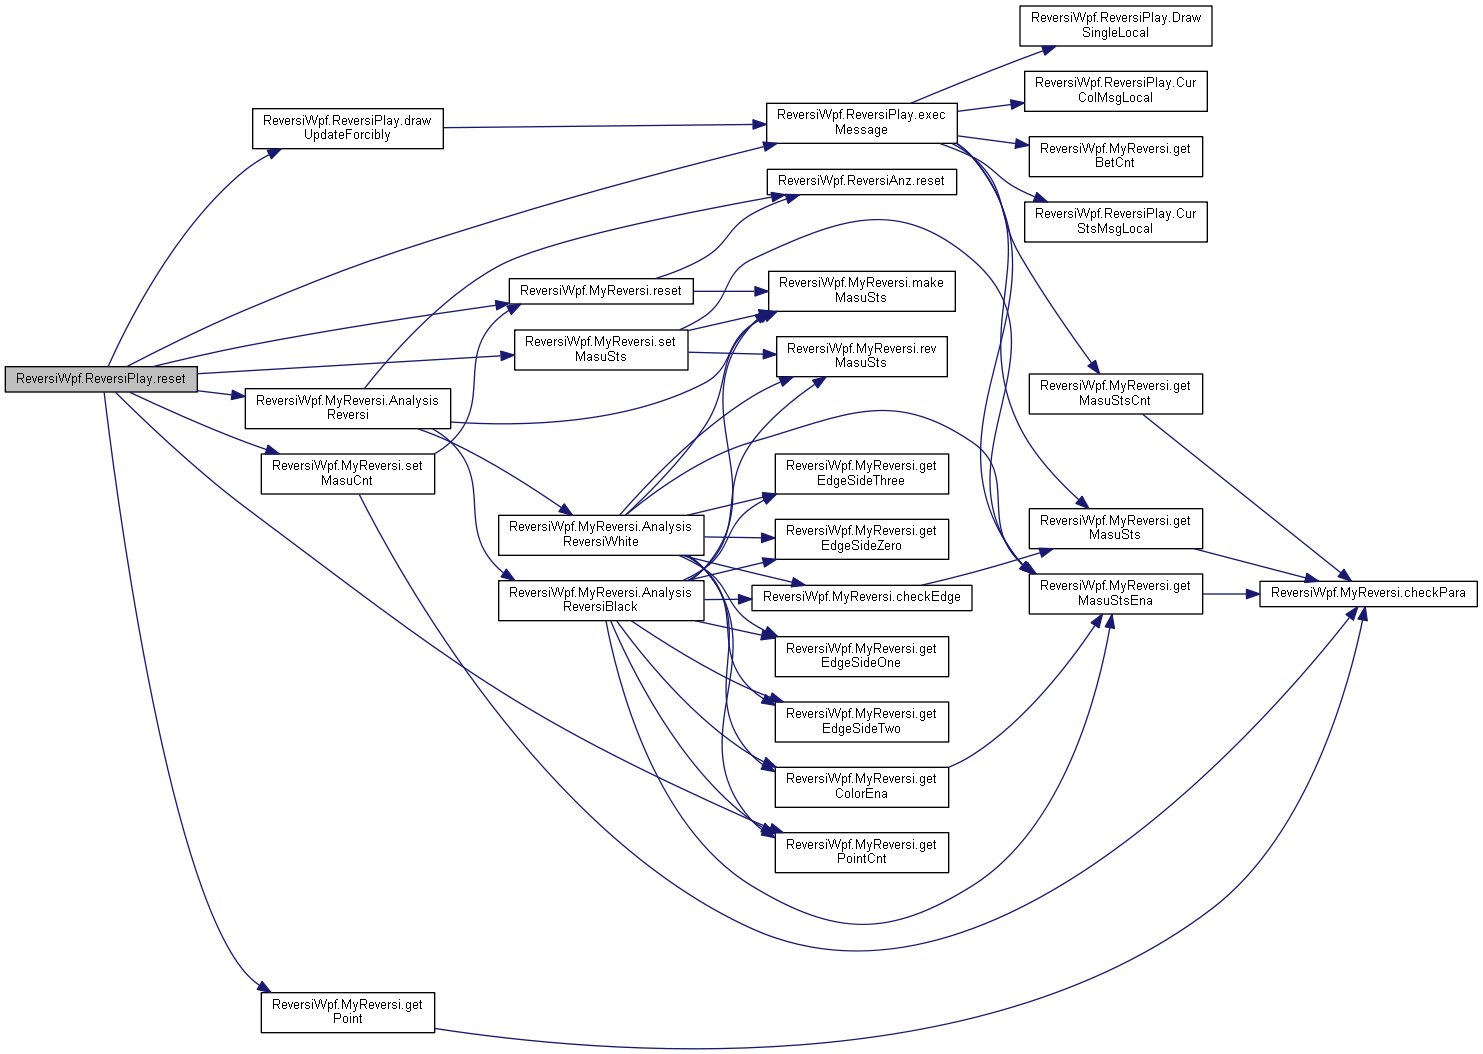 ReversiWpf.ReversiPlay.reset
ReversiWpf.ReversiPlay.draw
UpdateForcibly
ReversiWpf.MyReversi.Analysis
Reversi
ReversiWpf.MyReversi.set
MasuCnt
ReversiWpf.MyReversi.get
Point
ReversiWpf.MyReversi.reset
ReversiWpf.MyReversi.set
MasuSts
ReversiWpf.MyReversi.Analysis
ReversiWhite
ReversiWpf.MyReversi.Analysis
ReversiBlack
ReversiWpf.ReversiPlay.exec
Message
ReversiWpf.ReversiAnz.reset
ReversiWpf.MyReversi.make
MasuSts
ReversiWpf.MyReversi.rev
MasuSts
ReversiWpf.MyReversi.get
EdgeSideThree
ReversiWpf.MyReversi.get
EdgeSideZero
ReversiWpf.MyReversi.checkEdge
ReversiWpf.MyReversi.get
EdgeSideOne
ReversiWpf.MyReversi.get
EdgeSideTwo
ReversiWpf.MyReversi.get
ColorEna
ReversiWpf.MyReversi.get
PointCnt
ReversiWpf.ReversiPlay.Draw
SingleLocal
ReversiWpf.ReversiPlay.Cur
ColMsgLocal
ReversiWpf.MyReversi.get
BetCnt
ReversiWpf.ReversiPlay.Cur
StsMsgLocal
ReversiWpf.MyReversi.get
MasuStsCnt
ReversiWpf.MyReversi.get
MasuSts
ReversiWpf.MyReversi.get
MasuStsEna
ReversiWpf.MyReversi.checkPara